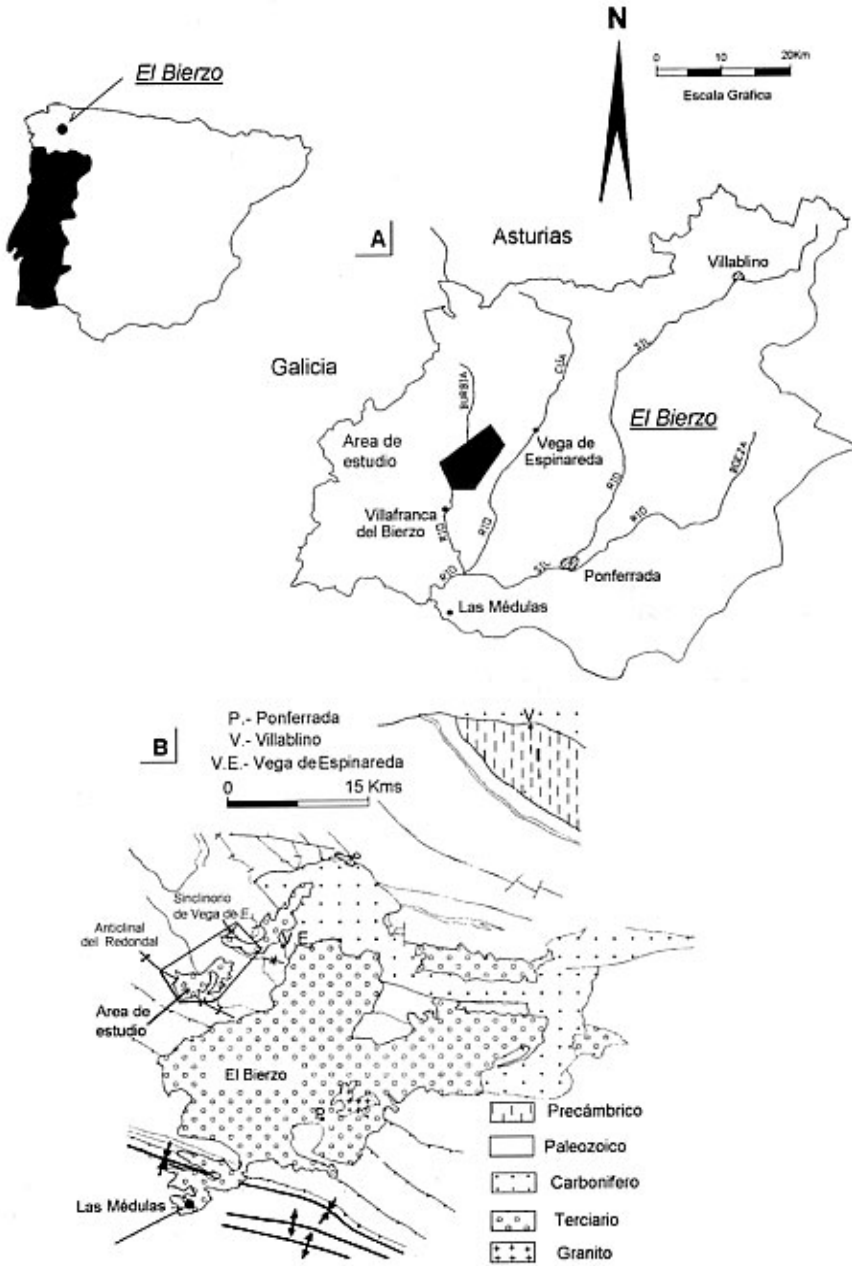 El Bierzo
N
0 10 20Km
Escala Gráfica
A
Asturias
Villablino
Galicia
BURBIA
CUA
SIL
El Bierzo
Area de
estudio
Vega de
Espinareda
RIO
BOEZA
Villafranca
del Bierzo
RIO
RIO
RIO
RIO
SIL
Ponferrada
Las Médulas
B
P.- Ponferrada
V.- Villablino
V.E.- Vega de Espinareda
0 15 Kms
V
Sinclinorio
de Vega de E.
Anticlinal
del Redondal
V.E.
Area de
estudio
El Bierzo
P
Precámbrico
Paleozoico
Carbonifero
Terciario
Granito
Las Médulas